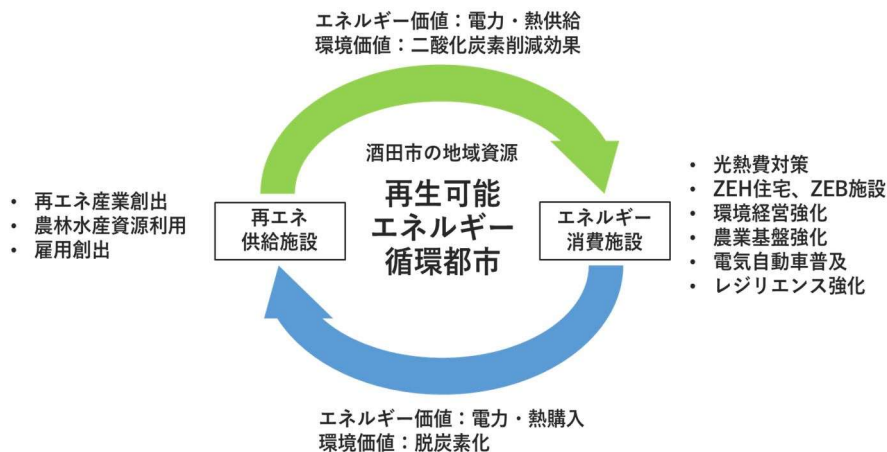 エネルギー価値：電力・熱供給
環境価値：二酸化炭素削減効果
酒田市の地域資源
再生可能
エネルギー
循環都市
• 再エネ産業創出
• 農林水産資源利用
• 雇用創出
再エネ
供給施設
エネルギー
消費施設
• 光熱費対策
• ZEH住宅、ZEB施設
• 環境経営強化
• 農業基盤強化
• 電気自動車普及
• レジリエンス強化
エネルギー価値：電力・熱購入
環境価値：脱炭素化